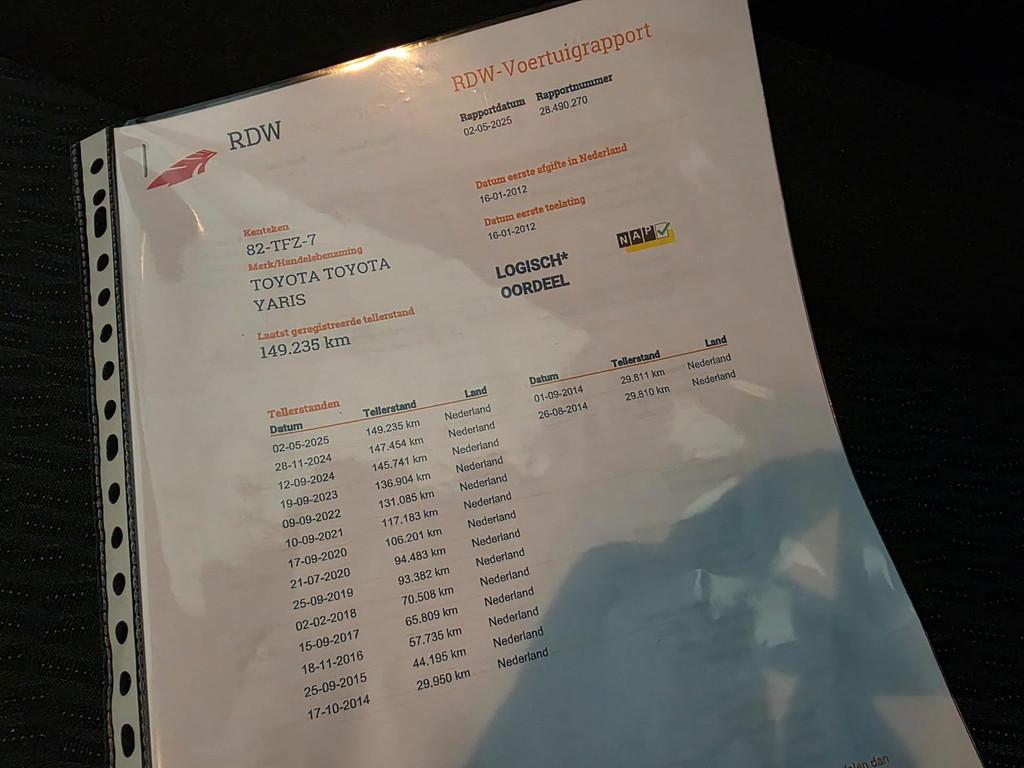 RDW
RDW-Voertuigrapport
Rapportdatum Rapportnummer
02-05-2025 28.490.270
Datum eerste afgifte in Nederland
16-01-2012
Datum eerste toelating
16-01-2012
Kenteken
82-TFZ-7
Merk/Handelsbenaming
TOYOTA TOYOTA
YARIS
LOGISCH*
OORDEEL
NAP
Laatst geregistreerde tellerstand
149.235 km
Tellerstanden
Datum Tellerstand Land
02-05-2025 149.235 km Nederland
28-11-2024 147.454 km Nederland
12-09-2024 145.741 km Nederland
19-09-2023 136.904 km Nederland
09-09-2022 131.085 km Nederland
10-09-2021 117.183 km Nederland
17-09-2020 106.201 km Nederland
21-07-2020 94.483 km Nederland
25-09-2019 93.382 km Nederland
02-02-2018 70.508 km Nederland
15-09-2017 65.809 km Nederland
18-11-2016 57.735 km Nederland
25-09-2015 44.195 km Nederland
17-10-2014 29.950 km Nederland
Datum Tellerstand Land
01-09-2014 29.811 km Nederland
26-08-2014 29.810 km Nederland
dan